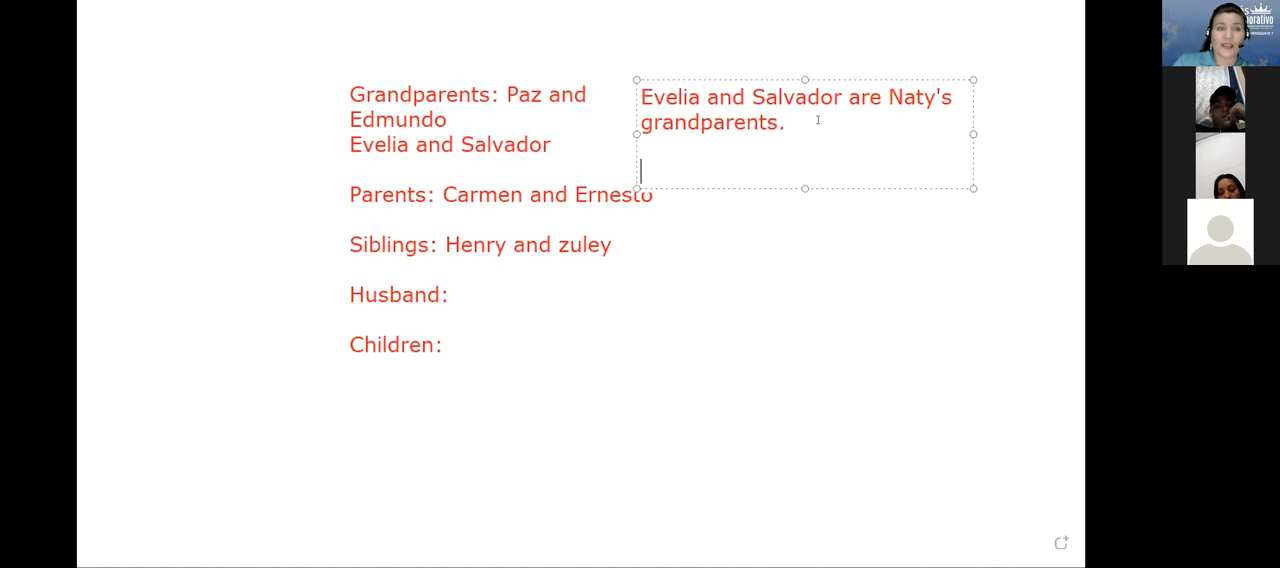 Grandparents: Paz and
Edmundo
Evelia and Salvador
Parents: Carmen and Ernesto
Siblings: Henry and zuley
Husband:
Children:
Evelia and Salvador are Naty's
grandparents.